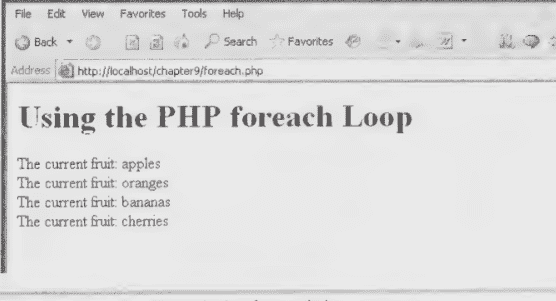 File Edit View Favorites Tools Help
Back Search Favorites
Address http://localhost/chapter9/foreach.php
Using the PHP foreach Loop
The current fruit: apples
The current fruit: oranges
The current fruit: bananas
The current fruit: cherries